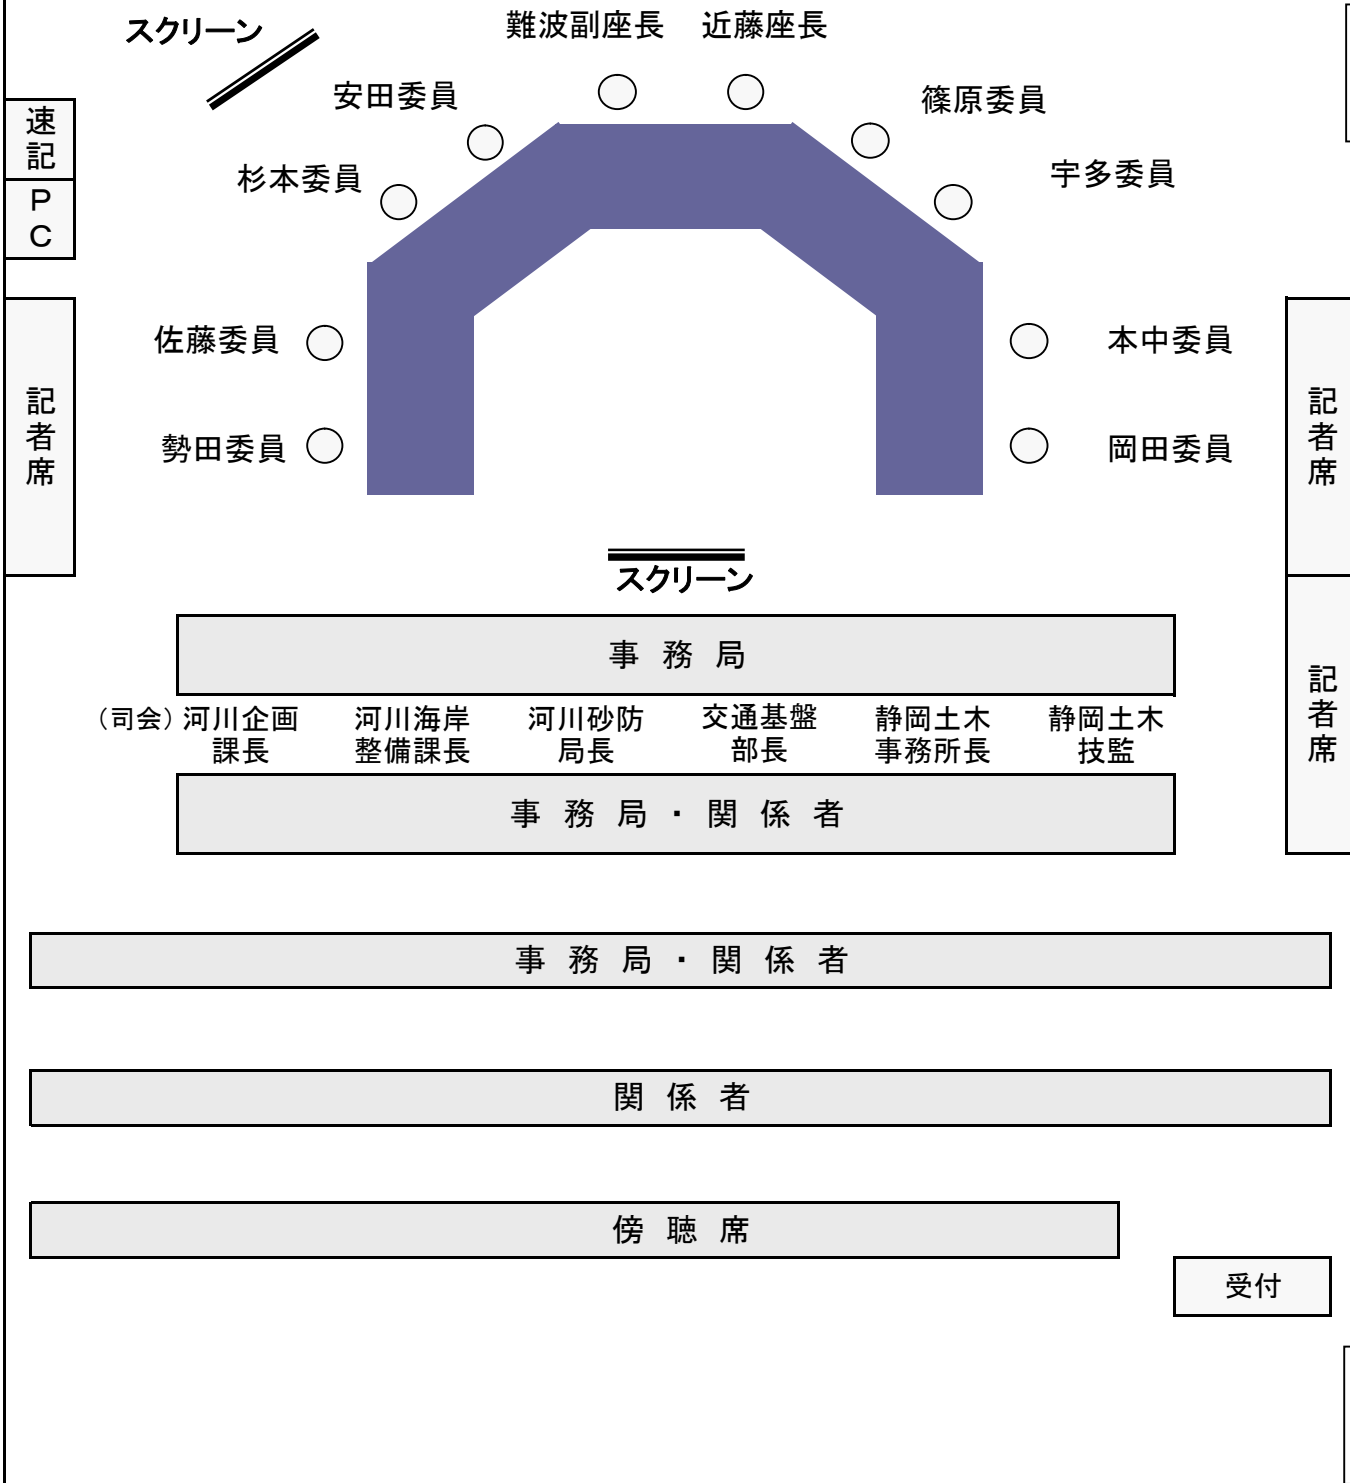 スクリーン
難波副座長
近藤座長
安田委員
篠原委員
杉本委員
宇多委員
速記
PC
佐藤委員
本中委員
勢田委員
岡田委員
記者席
記者席
スクリーン
事務局
（司会）
河川企画
課長
河川海岸
整備課長
河川砂防
局長
交通基盤
部長
静岡土木
事務所長
静岡土木
技監
記者席
事務局・関係者
事務局・関係者
関係者
傍聴席
受付